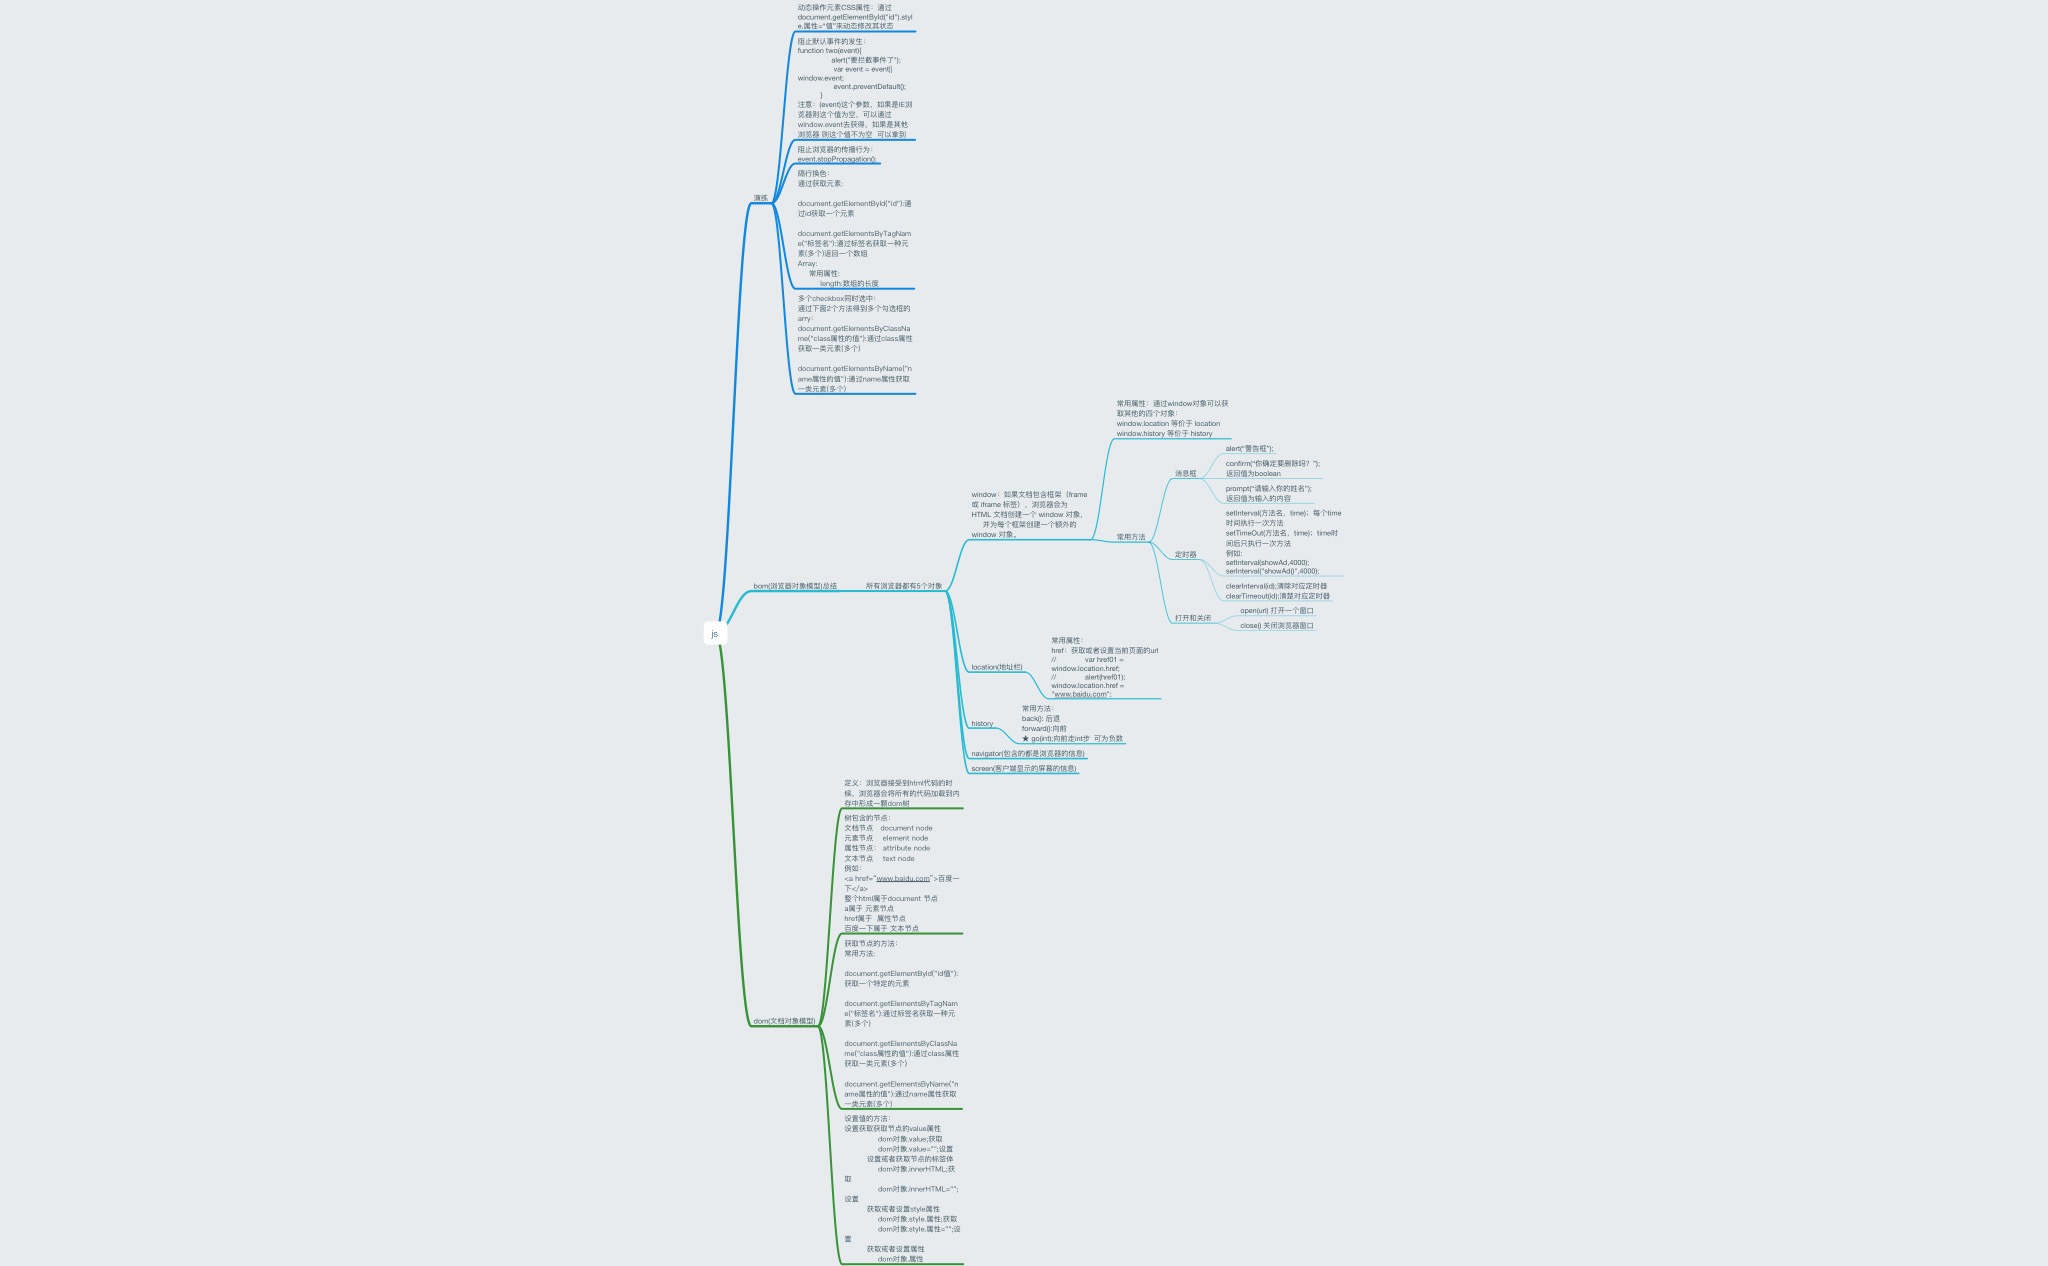 动态操作元素CSS属性：通过
document.getElementById("id").styl
e.属性="值"来动态修改其状态
阻止默认事件的发生：
function two(event){
alert("要拦截事件了");
var event = event||
window.event;
event.preventDefault();
}
注意：(event)这个参数，如果是IE浏
览器则这个值为空，可以通过
window.event去获得，如果是其他
浏览器 则这个值不为空  可以拿到
阻止浏览器的传播行为：
event.stopPropagation();
演练
隔行换色：
通过获取元素:
document.getElementById("id");通
过id获取一个元素
document.getElementsByTagNam
e("标签名"):通过标签名获取一种元
素(多个)返回一个数组
Array:
常用属性:
length:数组的长度
多个checkbox同时选中：
通过下面2个方法得到多个勾选框的
arry：
document.getElementsByClassNa
me("class属性的值"):通过class属性
获取一类元素(多个)
document.getElementsByName("n
ame属性的值");通过name属性获取
一类元素(多个)
js
bom(浏览器对象模型)总结
所有浏览器都有5个对象
window：如果文档包含框架（frame
或 iframe 标签），浏览器会为
HTML 文档创建一个 window 对象，
并为每个框架创建一个额外的
window 对象。
常用属性：通过window对象可以获
取其他的四个对象：
window.location 等价于 location
window.history 等价于 history
常用方法
消息框
alert("警告框");
confirm("你确定要删除吗？");
返回值为boolean
prompt("请输入你的姓名");
返回值为输入的内容
定时器
setInterval(方法名，time)；每个time
时间执行一次方法
setTimeOut(方法名，time)；time时
间后只执行一次方法
例如:
setInterval(showAd,4000);
serInterval("showAd()",4000);
clearInterval(id);清除对应定时器
clearTimeout(id);清楚对应定时器
打开和关闭
open(url) 打开一个窗口
close() 关闭浏览器窗口
location(地址栏)
常用属性：
href：获取或者设置当前页面的url
//  var href01 =
window.location.href;
//  alert(href01);
window.location.href =
"www.baidu.com";
history
常用方法：
back(): 后退
forward():向前
★ go(int);向前走int步  可为负数
navigator(包含的都是浏览器的信息)
screen(客户端显示的屏幕的信息)
dom(文档对象模型)
定义：浏览器接受到html代码的时
候，浏览器会将所有的代码加载到内
存中形成一颗dom树
树包含的节点：
文档节点  document node
元素节点  element node
属性节点：  attribute node
文本节点  text node
例如：
<a href="www.baidu.com">百度一
下</a>
整个html属于document 节点
a属于 元素节点
href属于  属性节点
百度一下属于 文本节点
获取节点的方法：
常用方法:
document.getElementById("id值"):
获取一个特定的元素
document.getElementsByTagNam
e("标签名"):通过标签名获取一种元
素(多个)
document.getElementsByClassNa
me("class属性的值"):通过class属性
获取一类元素(多个)
document.getElementsByName("n
ame属性的值");通过name属性获取
一类元素(多个)
设置值的方法：
设置获取获取节点的value属性
dom对象.value;获取
dom对象.value="";设置
设置或者获取节点的标签体
dom对象.innerHTML;获
取
dom对象.innerHTML="";
设置
获取或者设置style属性
dom对象.style.属性;获取
dom对象.style.属性="";设
置
获取或者设置属性
dom对象.属性